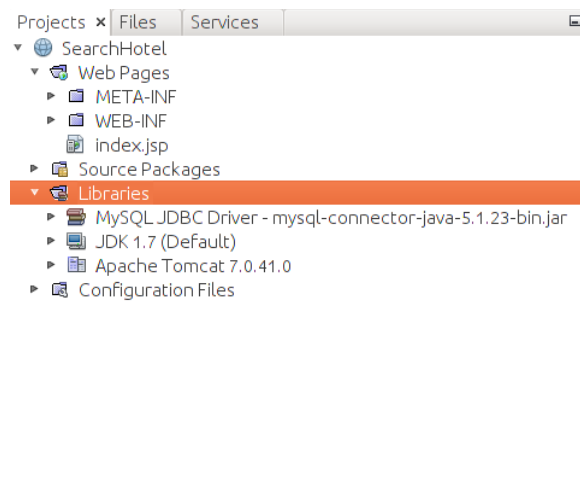 Projects × Files Services
SearchHotel
Web Pages
META-INF
WEB-INF
index.jsp
Source Packages
Libraries
MySQL JDBC Driver - mysql-connector-java-5.1.23-bin.jar
JDK 1.7 (Default)
Apache Tomcat 7.0.41.0
Configuration Files